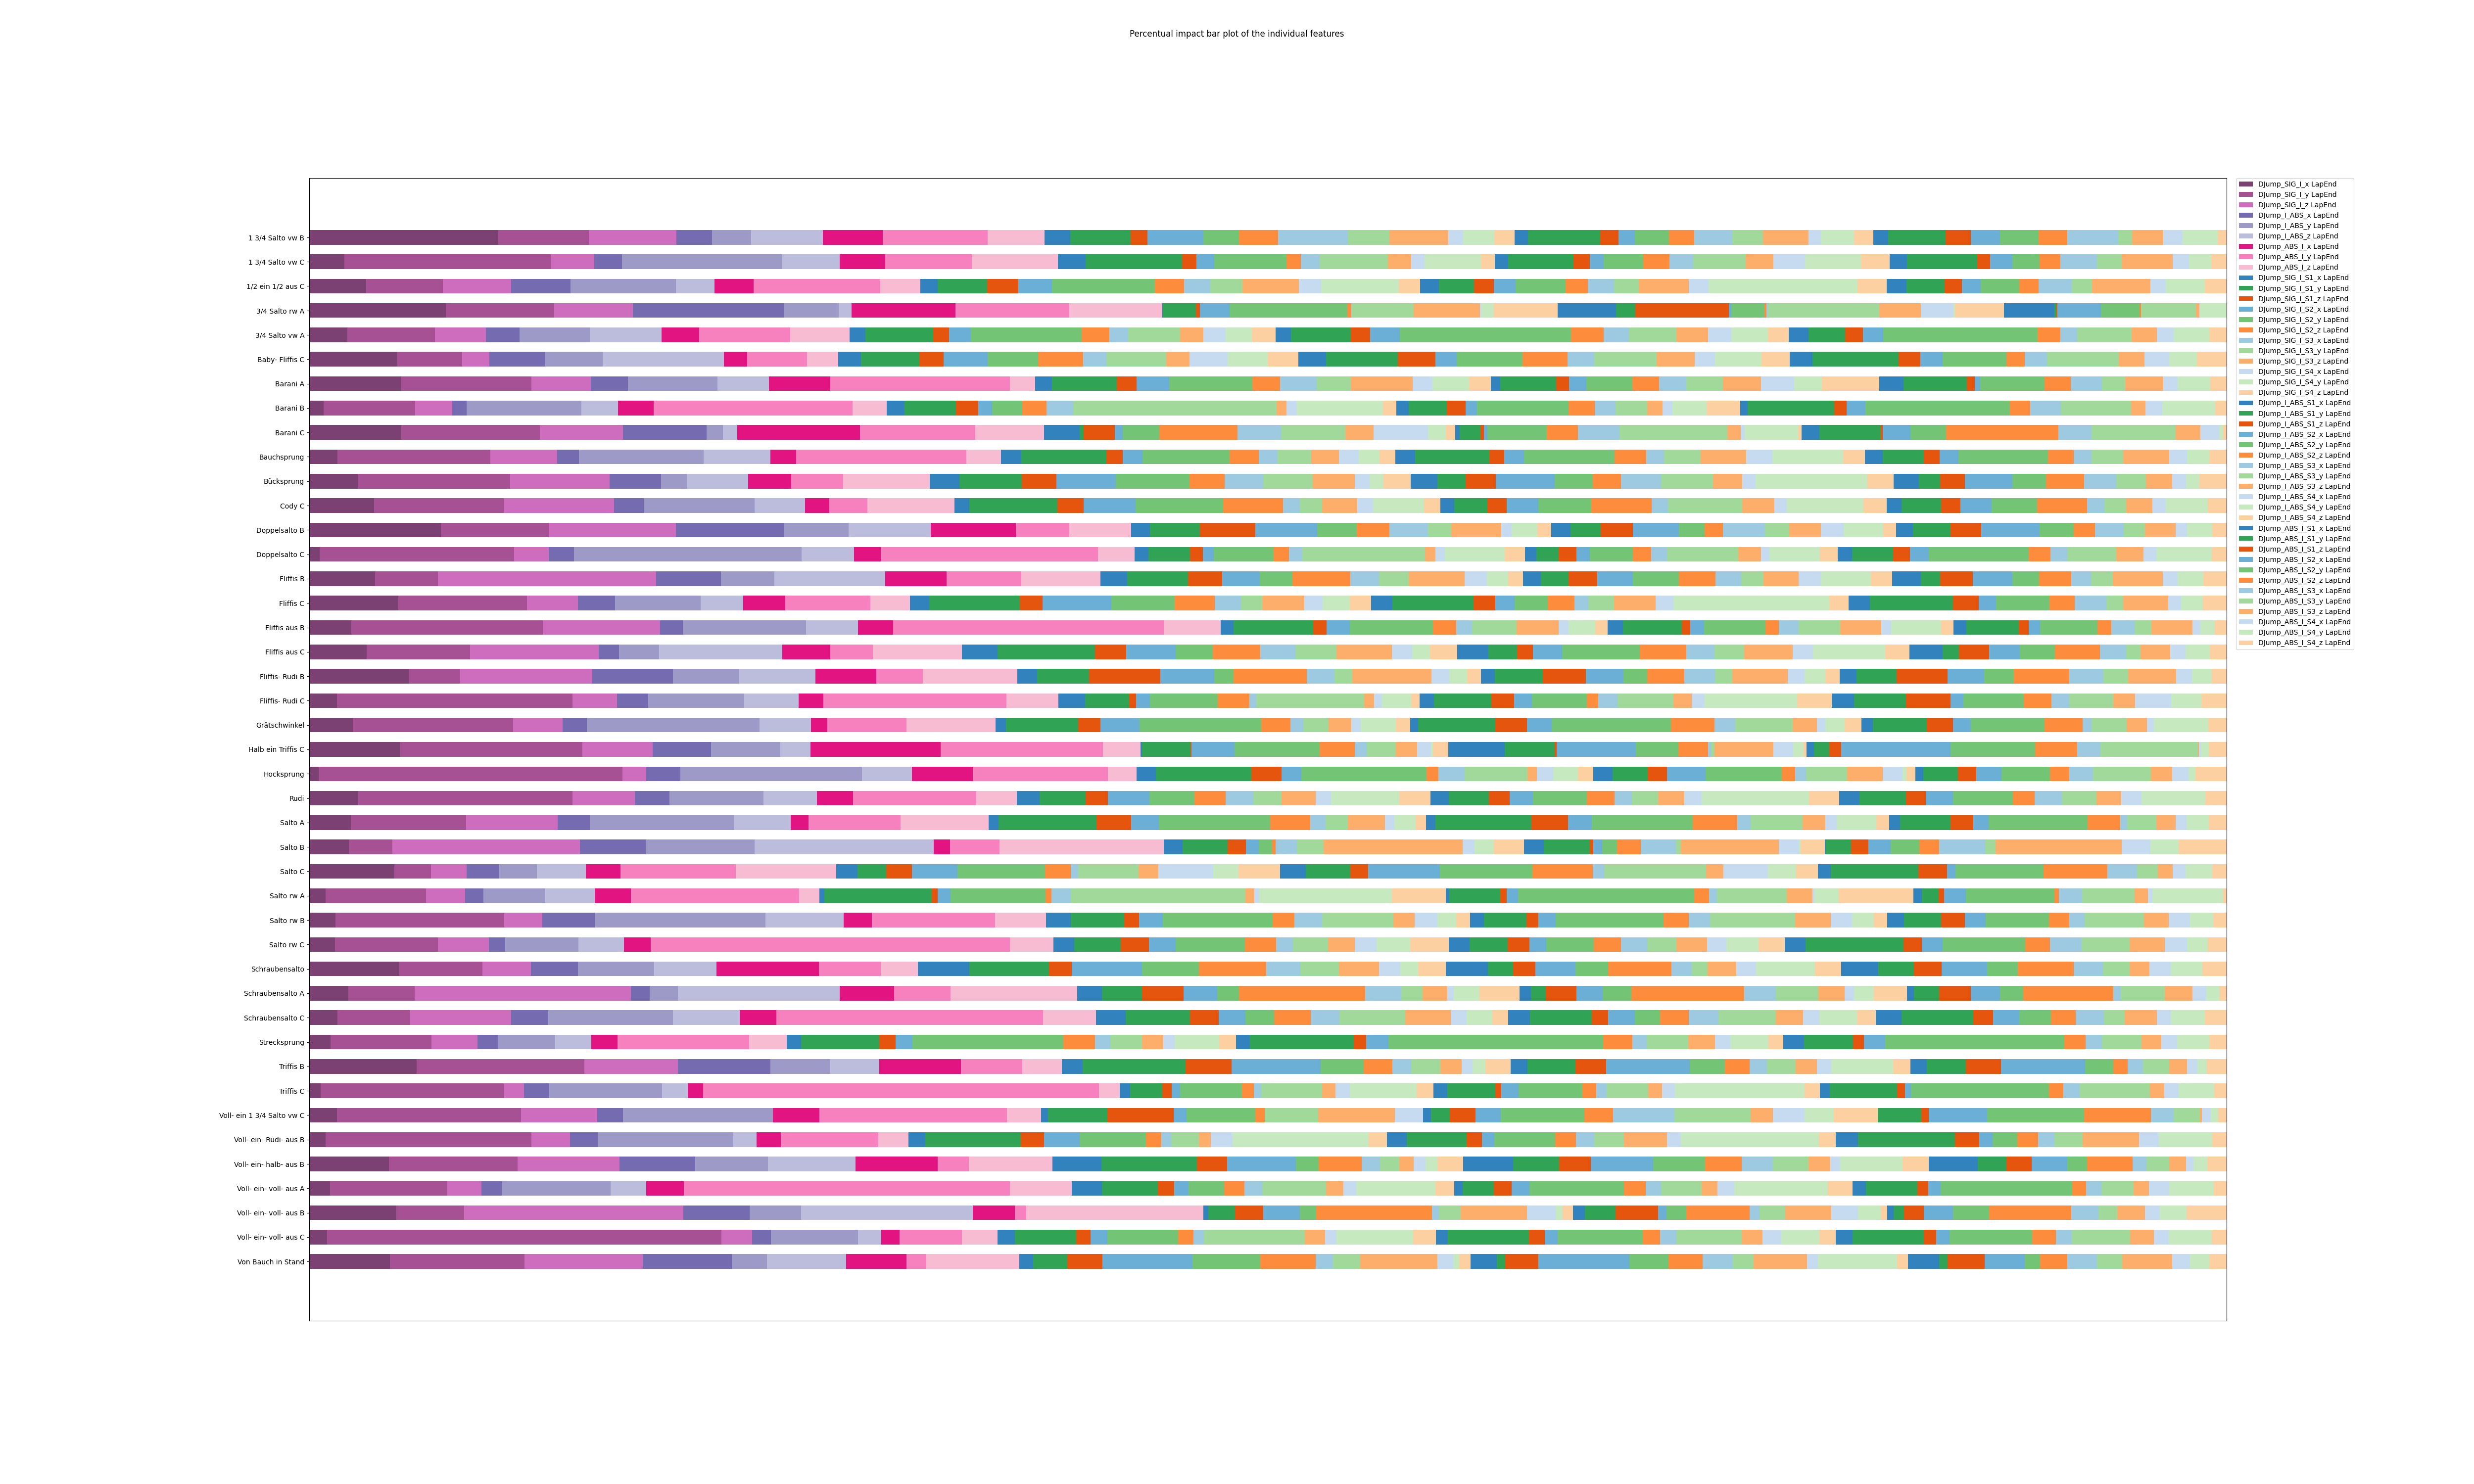 Percentual impact bar plot of the individual features
1 3/4 Salto vw B
1 3/4 Salto vw C
1/2 ein 1/2 aus C
3/4 Salto rw A
3/4 Salto vw A
Baby- Fliffis C
Barani A
Barani B
Barani C
Bauchsprung
Bücksprung
Cody C
Doppelsalto B
Doppelsalto C
Fliffis B
Fliffis C
Fliffis aus B
Fliffis aus C
Fliffis- Rudi B
Fliffis- Rudi C
Grätschwinkel
Halb ein Triffis C
Hocksprung
Rudi
Salto A
Salto B
Salto C
Salto rw A
Salto rw B
Salto rw C
Schraubensalto
Schraubensalto A
Schraubensalto C
Strecksprung
Triffis B
Triffis C
Voll- ein 1 3/4 Salto vw C
Voll- ein- Rudi- aus B
Voll- ein- halb- aus B
Voll- ein- voll- aus A
Voll- ein- voll- aus B
Voll- ein- voll- aus C
Von Bauch in Stand
DJump_SIG_I_x LapEnd
DJump_SIG_I_y LapEnd
DJump_SIG_I_z LapEnd
DJump_I_ABS_x LapEnd
DJump_I_ABS_y LapEnd
DJump_I_ABS_z LapEnd
DJump_ABS_I_x LapEnd
DJump_ABS_I_y LapEnd
DJump_ABS_I_z LapEnd
DJump_SIG_I_S1_x LapEnd
DJump_SIG_I_S1_y LapEnd
DJump_SIG_I_S1_z LapEnd
DJump_SIG_I_S2_x LapEnd
DJump_SIG_I_S2_y LapEnd
DJump_SIG_I_S2_z LapEnd
DJump_SIG_I_S3_x LapEnd
DJump_SIG_I_S3_y LapEnd
DJump_SIG_I_S3_z LapEnd
DJump_SIG_I_S4_x LapEnd
DJump_SIG_I_S4_y LapEnd
DJump_SIG_I_S4_z LapEnd
DJump_I_ABS_S1_x LapEnd
DJump_I_ABS_S1_y LapEnd
DJump_I_ABS_S1_z LapEnd
DJump_I_ABS_S2_x LapEnd
DJump_I_ABS_S2_y LapEnd
DJump_I_ABS_S2_z LapEnd
DJump_I_ABS_S3_x LapEnd
DJump_I_ABS_S3_y LapEnd
DJump_I_ABS_S3_z LapEnd
DJump_I_ABS_S4_x LapEnd
DJump_I_ABS_S4_y LapEnd
DJump_I_ABS_S4_z LapEnd
DJump_ABS_I_S1_x LapEnd
DJump_ABS_I_S1_y LapEnd
DJump_ABS_I_S1_z LapEnd
DJump_ABS_I_S2_x LapEnd
DJump_ABS_I_S2_y LapEnd
DJump_ABS_I_S2_z LapEnd
DJump_ABS_I_S3_x LapEnd
DJump_ABS_I_S3_y LapEnd
DJump_ABS_I_S3_z LapEnd
DJump_ABS_I_S4_x LapEnd
DJump_ABS_I_S4_y LapEnd
DJump_ABS_I_S4_z LapEnd